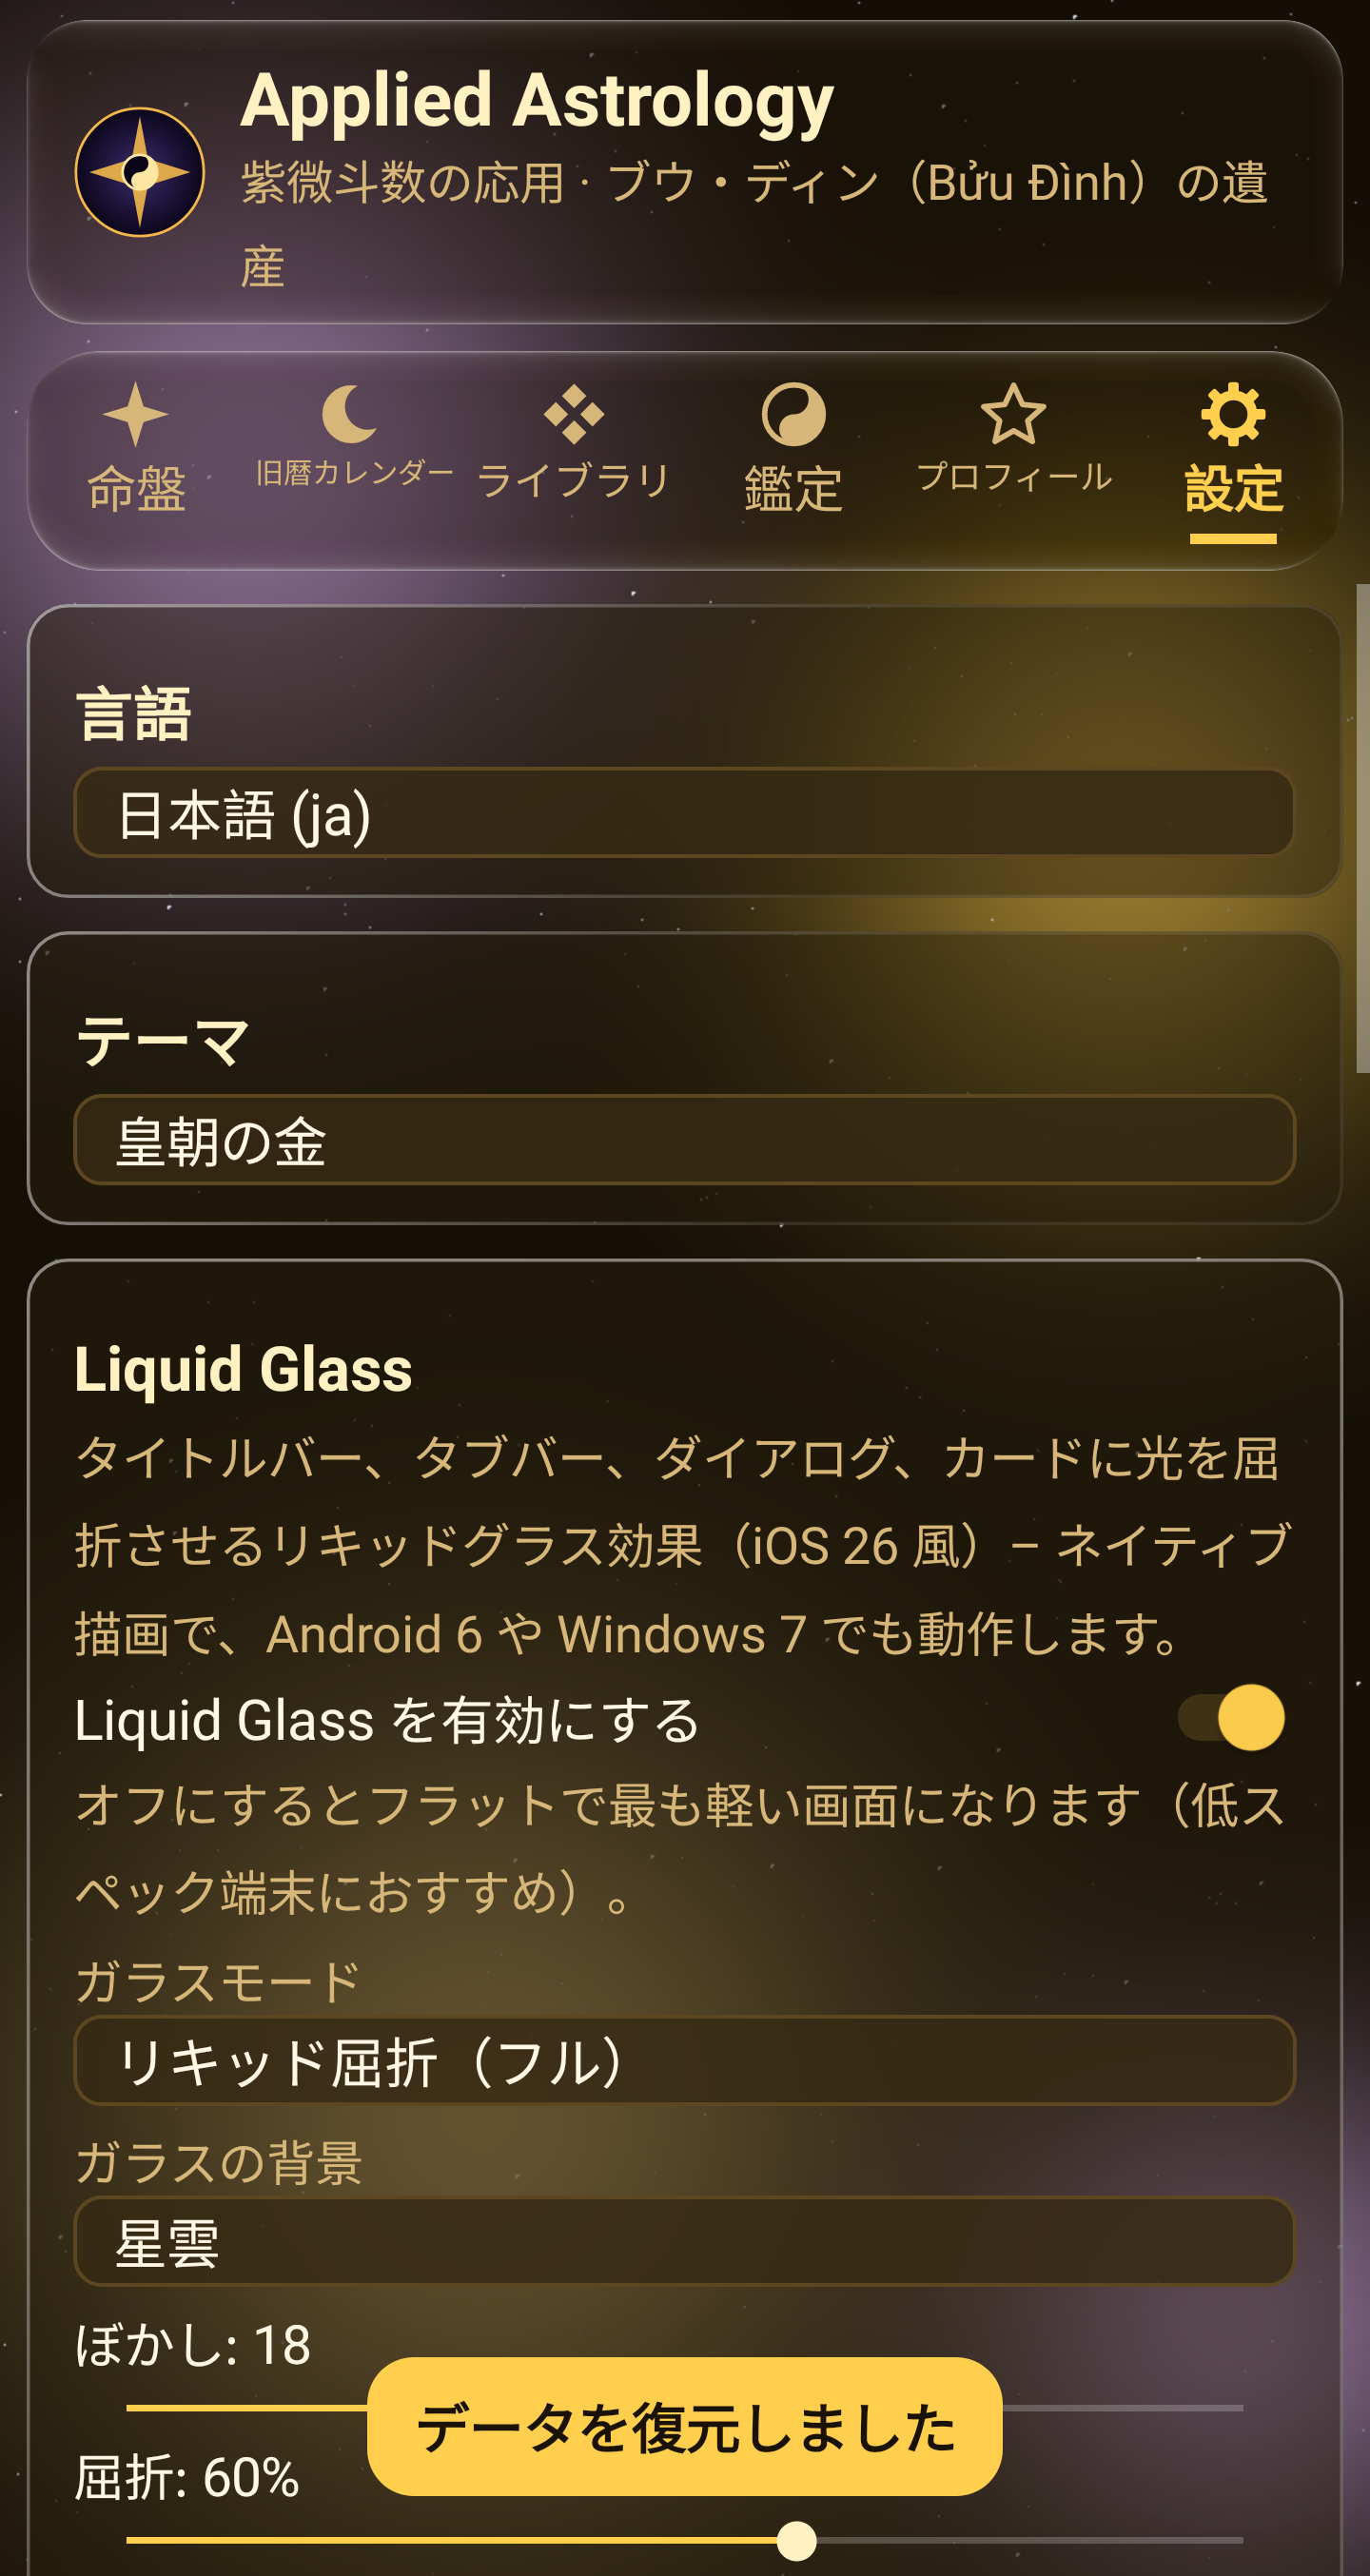 Applied Astrology
紫微斗数の応用 · ブウ・ディン（Bửu Đình）の遺
産
命盤
旧暦カレンダー
ライブラリ
鑑定
プロフィール
設定
言語
日本語 (ja)
テーマ
皇朝の金
Liquid Glass
タイトルバー、タブバー、ダイアログ、カードに光を屈
折させるリキッドグラス効果（iOS 26 風）– ネイティブ
描画で、Android 6 や Windows 7 でも動作します。
Liquid Glass を有効にする
オフにするとフラットで最も軽い画面になります（低ス
ペック端末におすすめ）。
ガラスモード
リキッド屈折（フル）
ガラスの背景
星雲
ぼかし: 18
データを復元しました
屈折: 60%